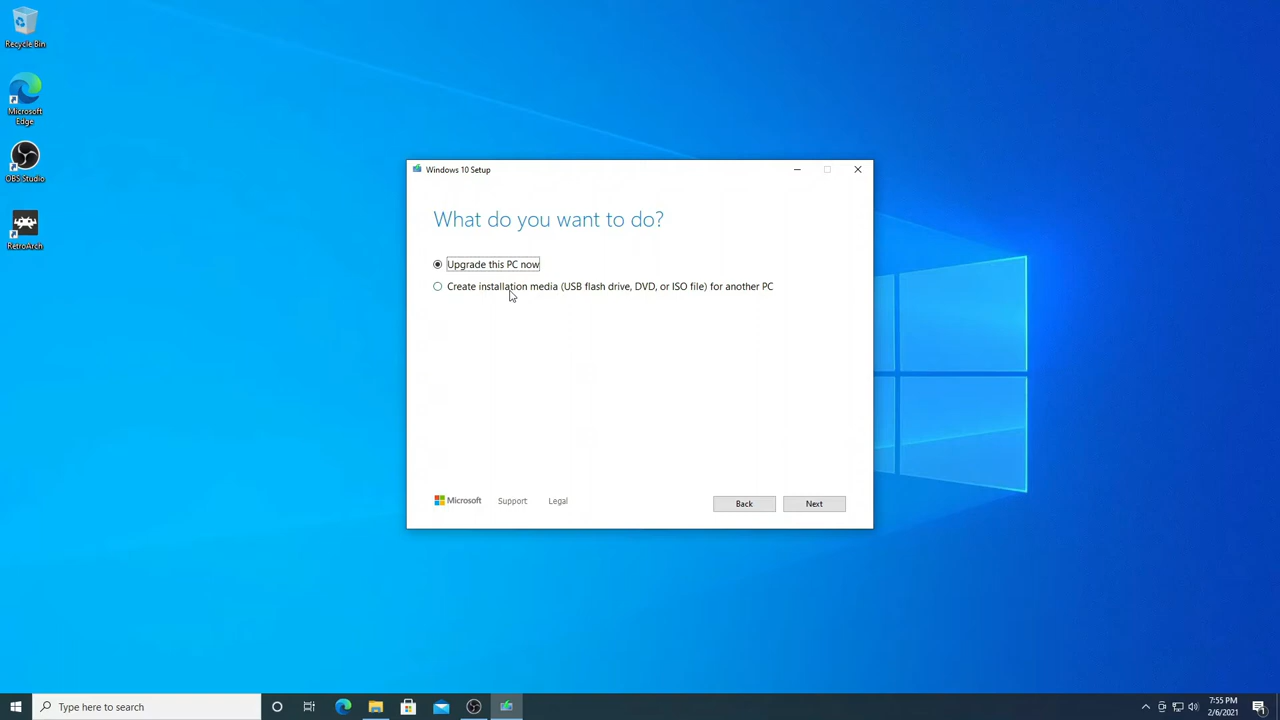 Recycle Bin
Microsoft
Edge
OBS Studio
RetroArch
Windows 10 Setup
What do you want to do?
Upgrade this PC now
Create installation media (USB flash drive, DVD, or ISO file) for another PC
Microsoft
Support
Legal
Back
Next
Type here to search
7:55 PM
2/6/2021
1